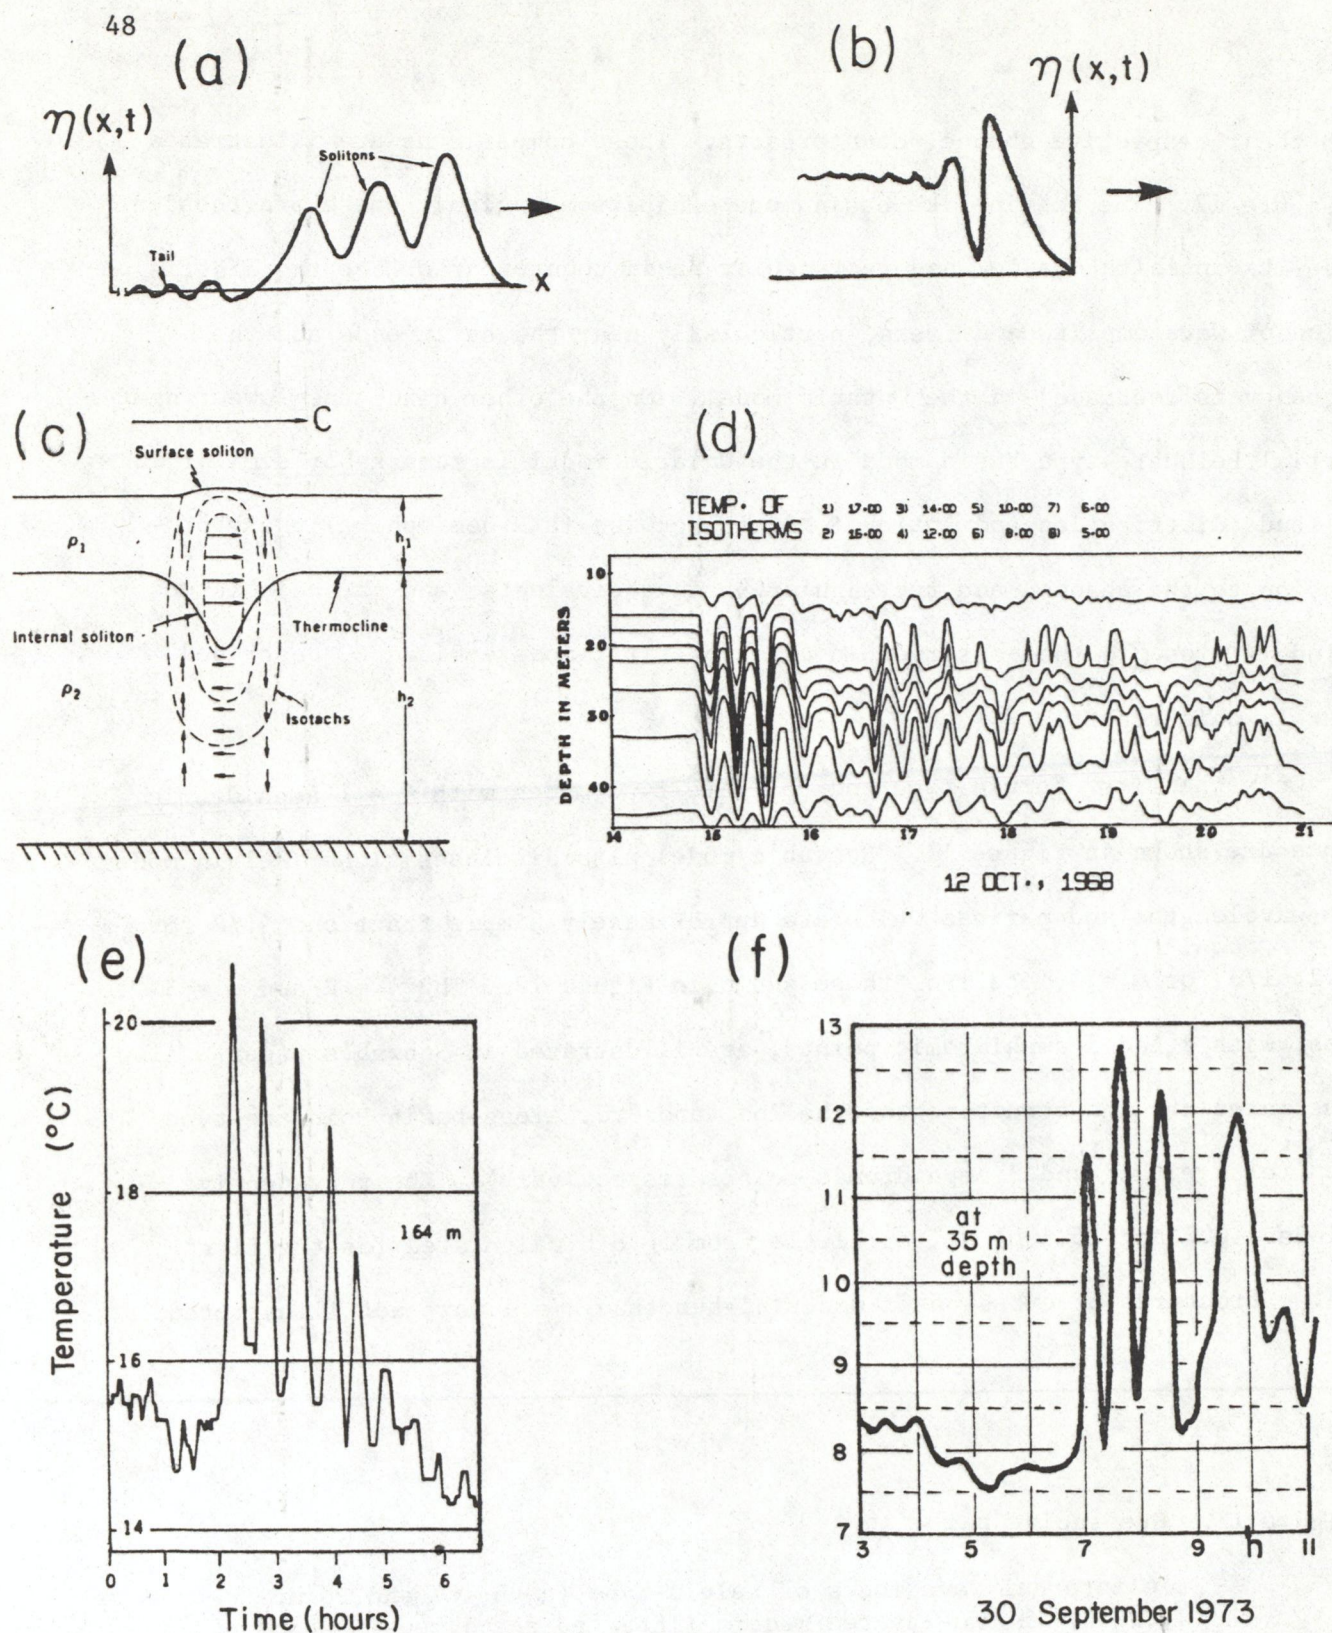 48
(a)
η(x,t)
Solitons
Tail
x
(b)
η(x,t)
(c)
C
Surface soliton
ρ1
h1
Internal soliton
Thermocline
ρ2
h2
Isotachs
(d)
TEMP. OF 1) 17.00 3) 14.00 5) 10.00 7) 6.00
ISOTHERMS 2) 16.00 4) 12.00 6) 8.00 8) 5.00
DEPTH IN METERS
10
20
30
40
14 15 16 17 18 19 20 21
12 OCT., 1968
(e)
Temperature (°C)
20
18
164 m
16
14
0 1 2 3 4 5 6
Time (hours)
(f)
13
12
11
at
35 m
depth
10
9
8
7
3 5 7 9 h 11
30 September 1973